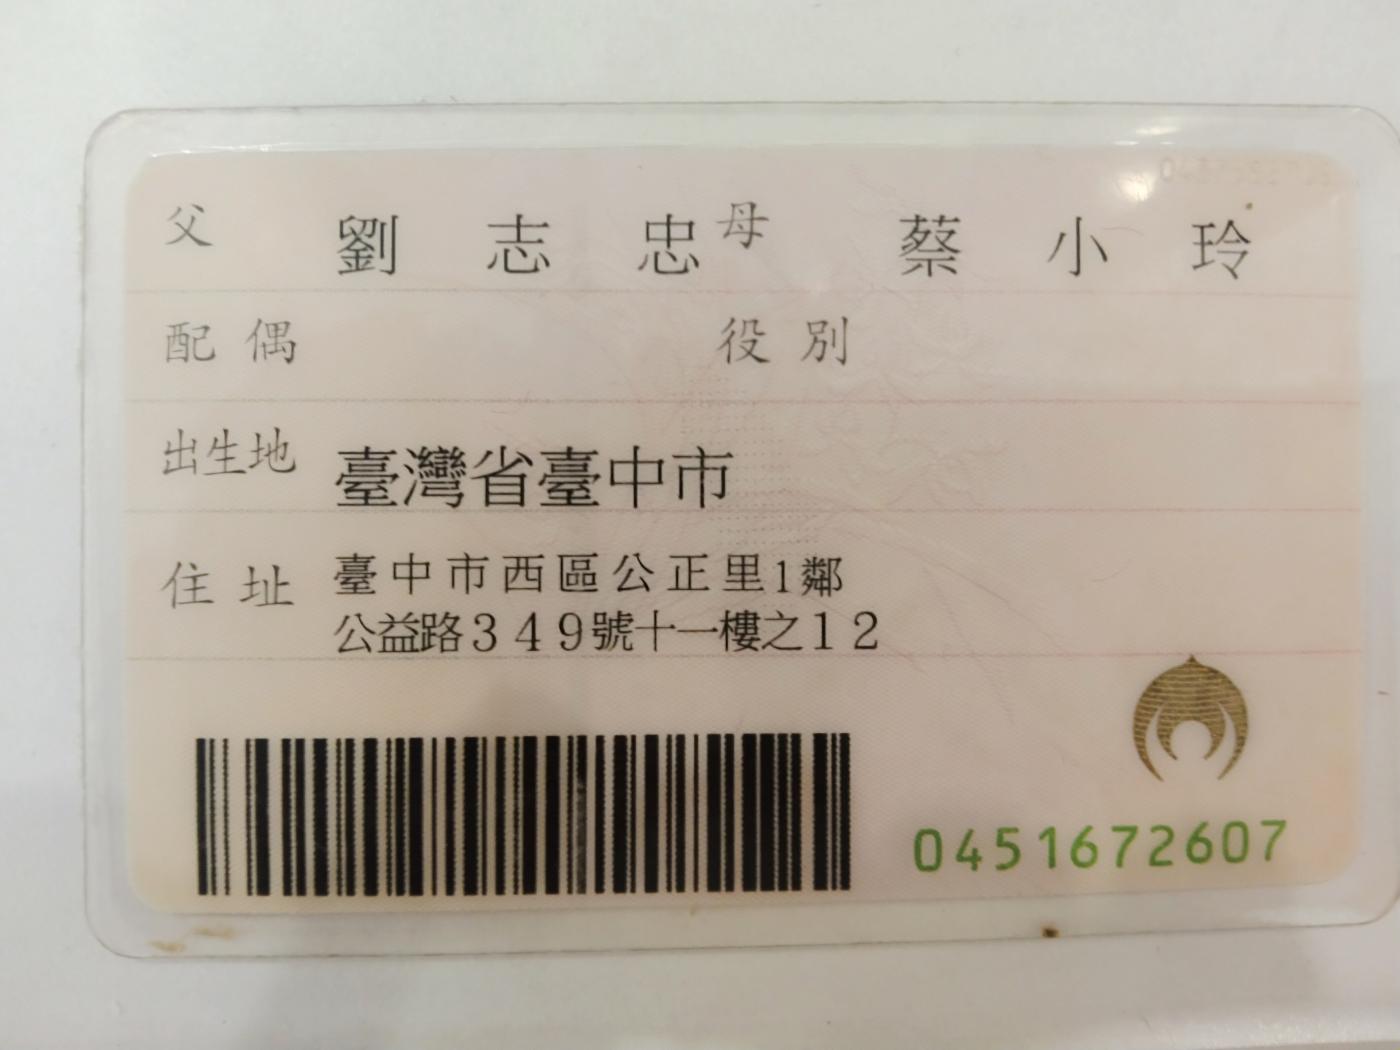 父 劉志忠 母 蔡小玲
配偶 役別
出生地 臺灣省臺中市
住址 臺中市西區公正里1鄰
公益路349號十一樓之12
0451672607